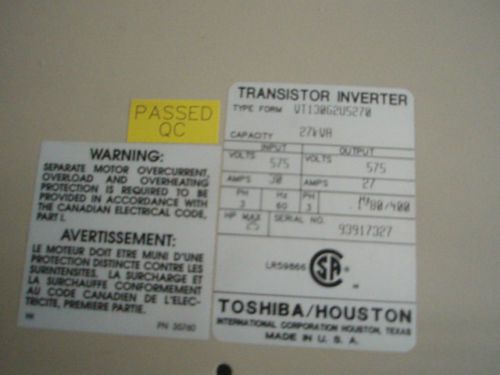 PASSED
QC
WARNING:
SEPARATE MOTOR OVERCURRENT,
OVERLOAD AND OVERHEATING
PROTECTION IS REQUIRED TO BE
PROVIDED IN ACCORDANCE WITH
THE CANADIAN ELECTRICAL CODE,
PART I.
AVERTISSEMENT:
LE MOTEUR DOIT ETRE MUNI D'UNE
PROTECTION DISTINCTE CONTRE LES
SURINTENSITES. LA SURCHARGE ET
LA SURCHAUFFE CONFORMEMENT
AU CODE CANADIEN DE L'ELEC-
TRICITE, PREMIERE PARTIE.
PN 35760
TRANSISTOR INVERTER
TYPE FORM VT130G2U5270
CAPACITY 27kVA
INPUT OUTPUT
VOLTS 575 VOLTS 575
AMPS 30 AMPS 27
PH 3 Hz 60 PH 3 80/400
HP MAX 25 SERIAL NO. 93917327
LR59866 SA
TOSHIBA/HOUSTON
INTERNATIONAL CORPORATION HOUSTON, TEXAS
MADE IN U. S. A.